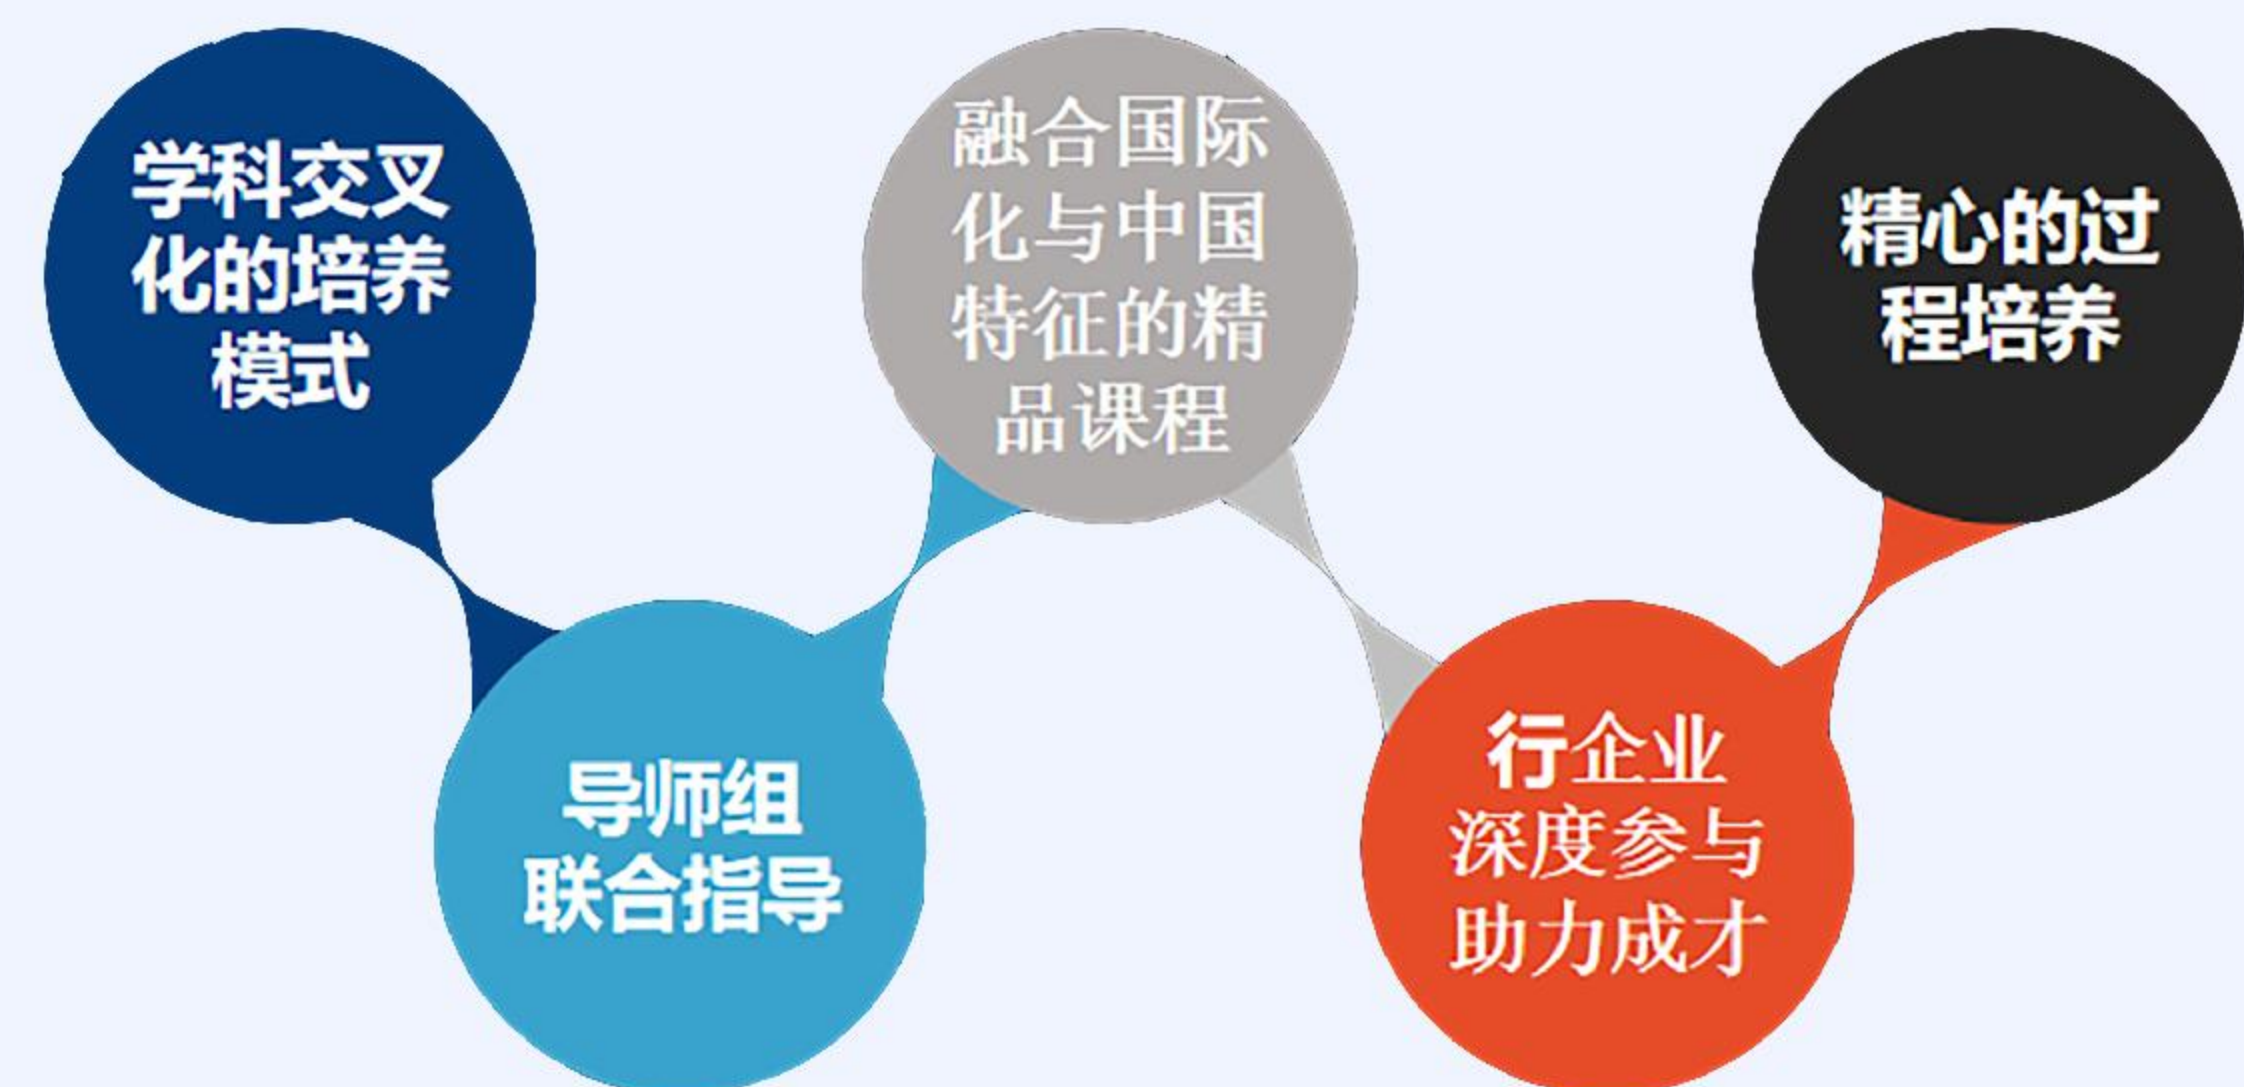 学科交叉
化的培养
模式
导师组
联合指导
融合国际
化与中国
特征的精
品课程
行企业
深度参与
助力成才
精心的过
程培养